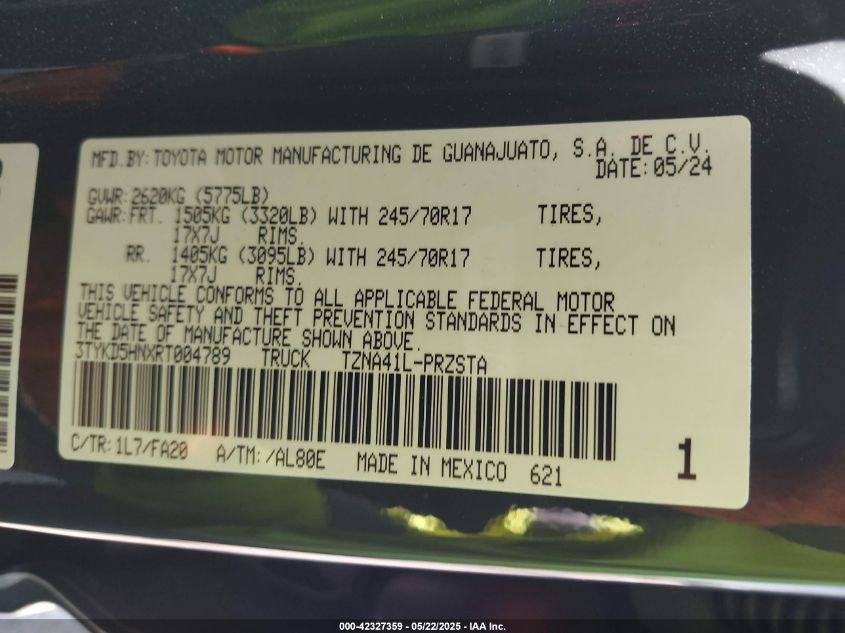 MFD.BY:TOYOTA MOTOR MANUFACTURING DE GUANAJUATO, S.A. DE C.V.
DATE:05/24
GVWR:2620KG (5775LB)
GAWR:FRT. 1505KG (3320LB) WITH 245/70R17 TIRES,
17X7J RIMS.
RR. 1405KG (3095LB) WITH 245/70R17 TIRES,
17X7J RIMS.
THIS VEHICLE CONFORMS TO ALL APPLICABLE FEDERAL MOTOR
VEHICLE SAFETY AND THEFT PREVENTION STANDARDS IN EFFECT ON
THE DATE OF MANUFACTURE SHOWN ABOVE.
3TYKD5HNXRT004789 TRUCK TZNA41L-PRZSTA
C/TR:1L7/FA20 A/TM:/AL80E MADE IN MEXICO 621
1
000-42327359 - 05/22/2025 - IAA Inc.